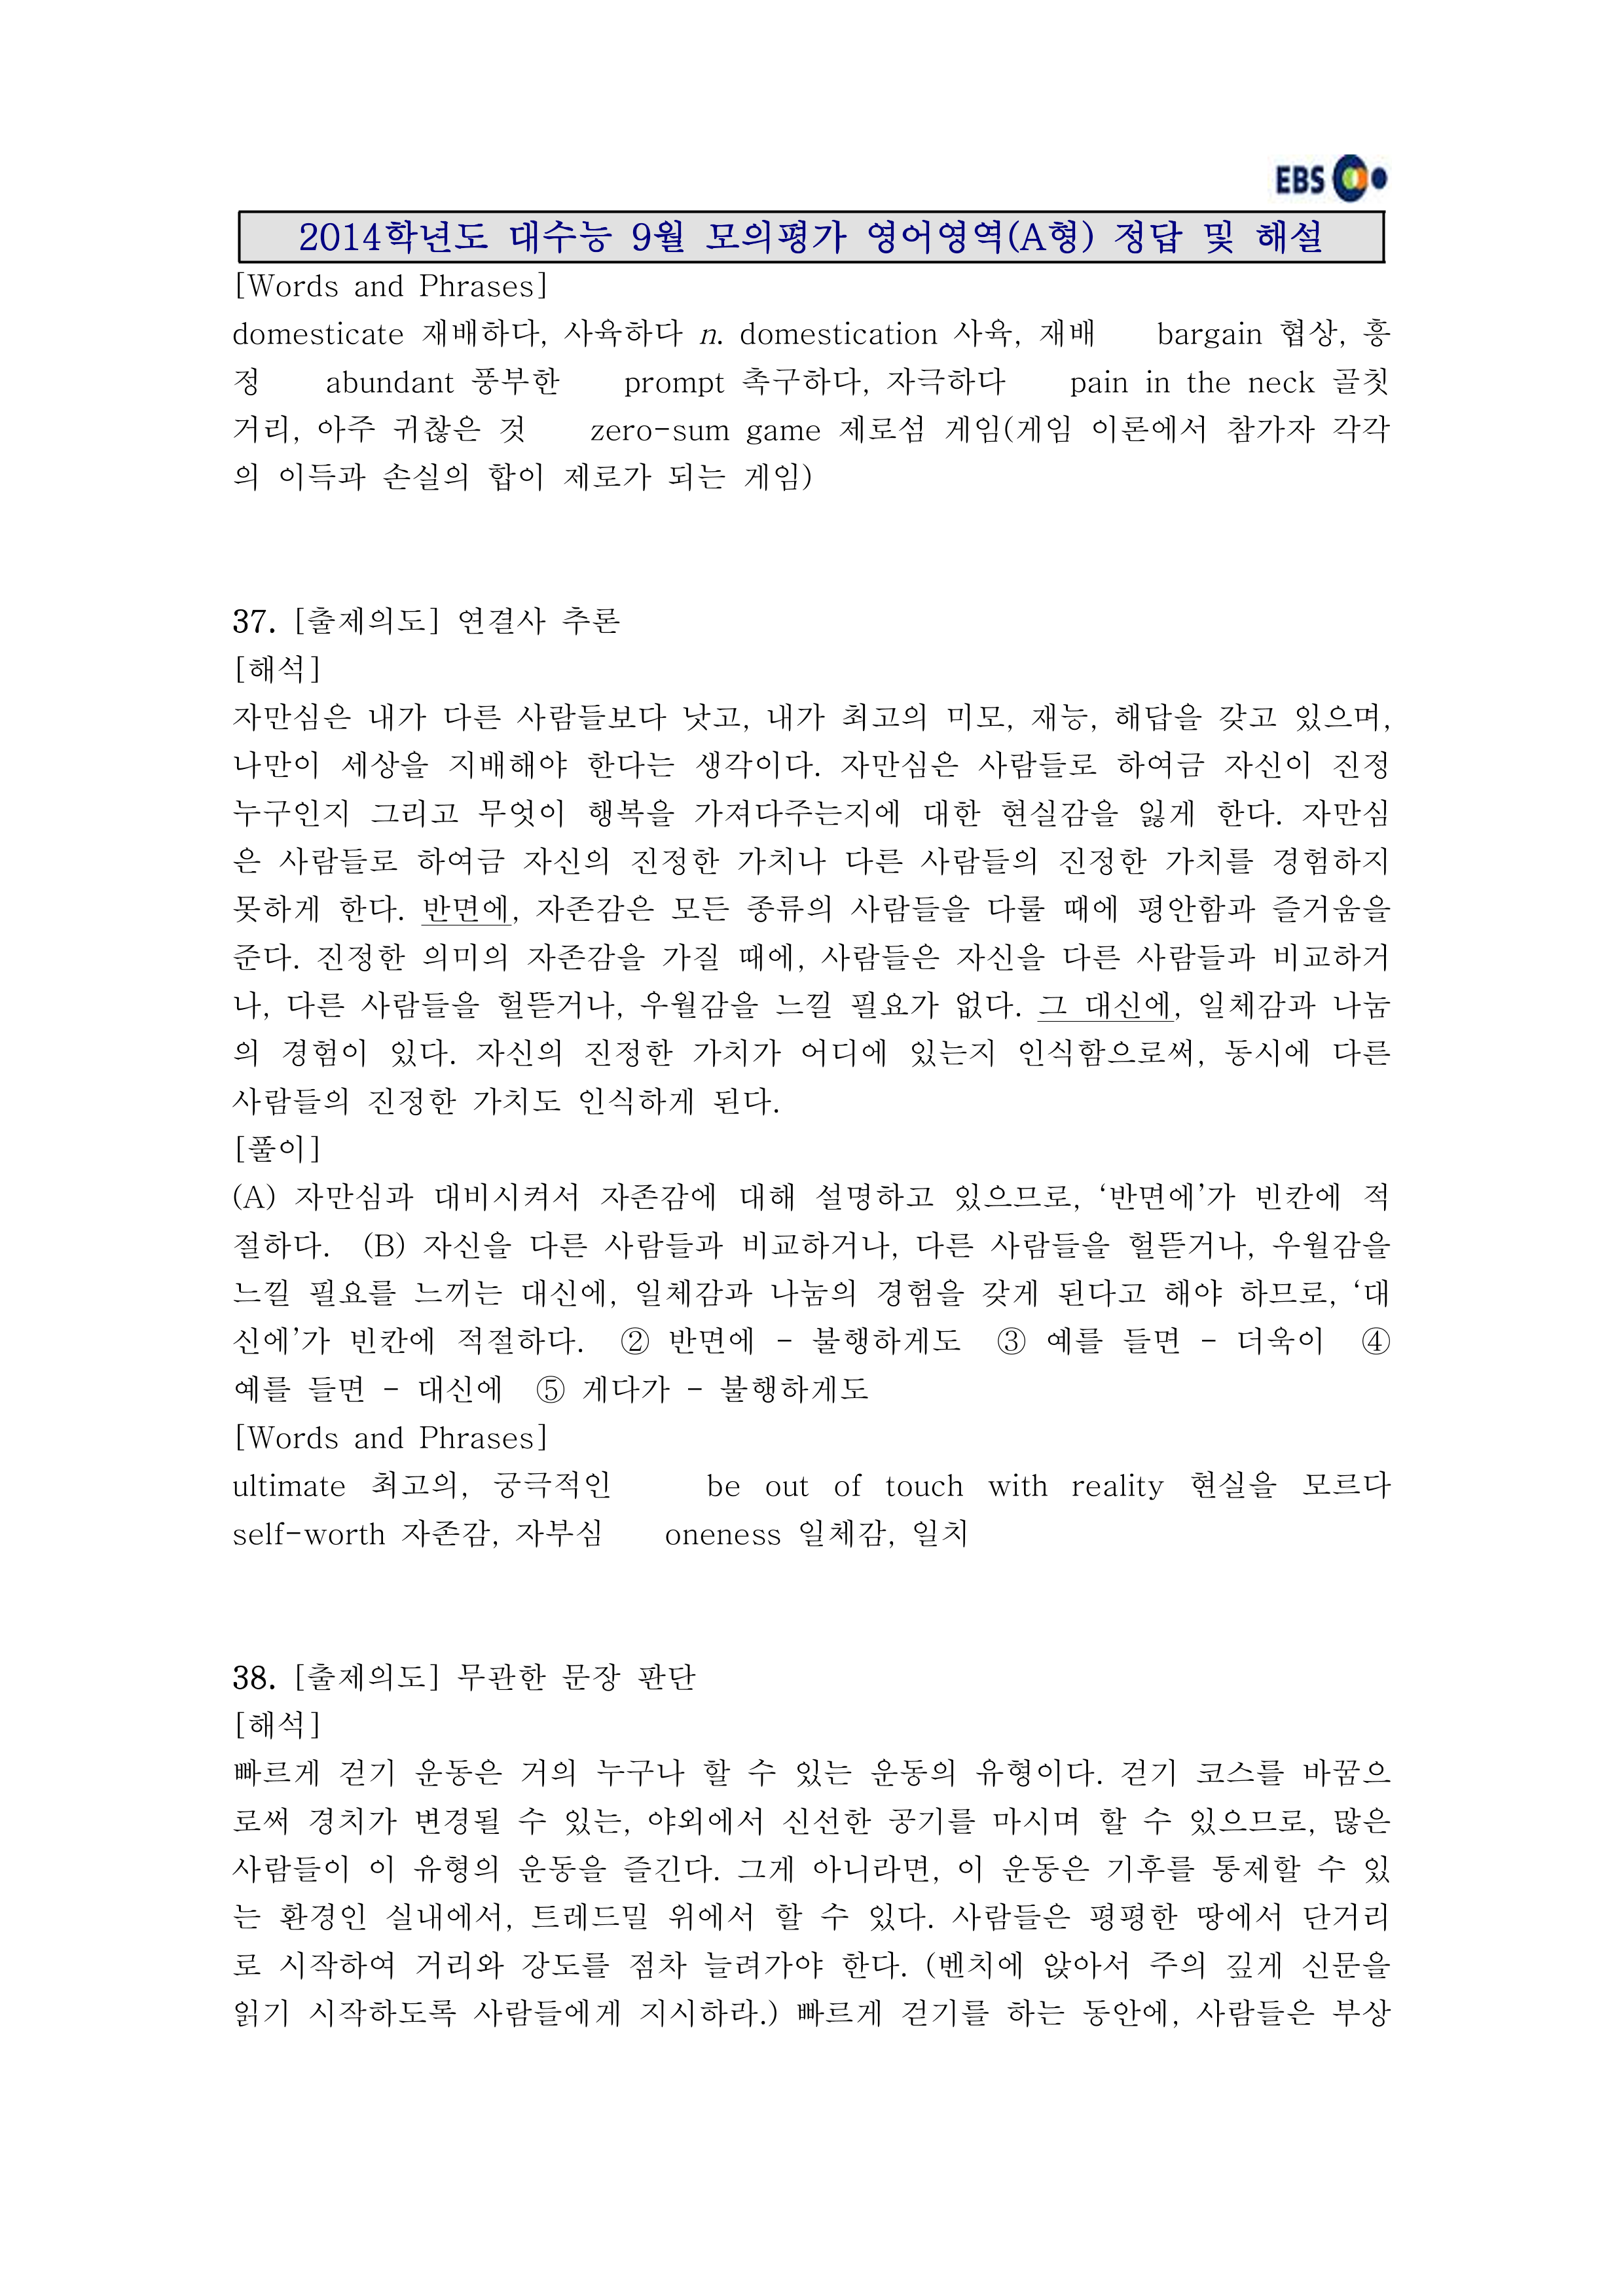 EBS
2014학년도 대수능 9월 모의평가 영어영역(A형) 정답 및 해설
[Words and Phrases]
domesticate 재배하다, 사육하다 n. domestication 사육, 재배 bargain 협상, 흥
정 abundant 풍부한 prompt 촉구하다, 자극하다 pain in the neck 골칫
거리, 아주 귀찮은 것 zero-sum game 제로섬 게임(게임 이론에서 참가자 각각
의 이득과 손실의 합이 제로가 되는 게임)
37. [출제의도] 연결사 추론
[해석]
자만심은 내가 다른 사람들보다 낫고, 내가 최고의 미모, 재능, 해답을 갖고 있으며,
나만이 세상을 지배해야 한다는 생각이다. 자만심은 사람들로 하여금 자신이 진정
누구인지 그리고 무엇이 행복을 가져다주는지에 대한 현실감을 잃게 한다. 자만심
은 사람들로 하여금 자신의 진정한 가치나 다른 사람들의 진정한 가치를 경험하지
못하게 한다. 반면에, 자존감은 모든 종류의 사람들을 다룰 때에 평안함과 즐거움을
준다. 진정한 의미의 자존감을 가질 때에, 사람들은 자신을 다른 사람들과 비교하거
나, 다른 사람들을 헐뜯거나, 우월감을 느낄 필요가 없다. 그 대신에, 일체감과 나눔
의 경험이 있다. 자신의 진정한 가치가 어디에 있는지 인식함으로써, 동시에 다른
사람들의 진정한 가치도 인식하게 된다.
[풀이]
(A) 자만심과 대비시켜서 자존감에 대해 설명하고 있으므로, ‘반면에’가 빈칸에 적
절하다. (B) 자신을 다른 사람들과 비교하거나, 다른 사람들을 헐뜯거나, 우월감을
느낄 필요를 느끼는 대신에, 일체감과 나눔의 경험을 갖게 된다고 해야 하므로, ‘대
신에’가 빈칸에 적절하다. ② 반면에 - 불행하게도 ③ 예를 들면 - 더욱이 ④
예를 들면 - 대신에 ⑤ 게다가 - 불행하게도
[Words and Phrases]
ultimate 최고의, 궁극적인 be out of touch with reality 현실을 모르다
self-worth 자존감, 자부심 oneness 일체감, 일치
38. [출제의도] 무관한 문장 판단
[해석]
빠르게 걷기 운동은 거의 누구나 할 수 있는 운동의 유형이다. 걷기 코스를 바꿈으
로써 경치가 변경될 수 있는, 야외에서 신선한 공기를 마시며 할 수 있으므로, 많은
사람들이 이 유형의 운동을 즐긴다. 그게 아니라면, 이 운동은 기후를 통제할 수 있
는 환경인 실내에서, 트레드밀 위에서 할 수 있다. 사람들은 평평한 땅에서 단거리
로 시작하여 거리와 강도를 점차 늘려가야 한다. (벤치에 앉아서 주의 깊게 신문을
읽기 시작하도록 사람들에게 지시하라.) 빠르게 걷기를 하는 동안에, 사람들은 부상